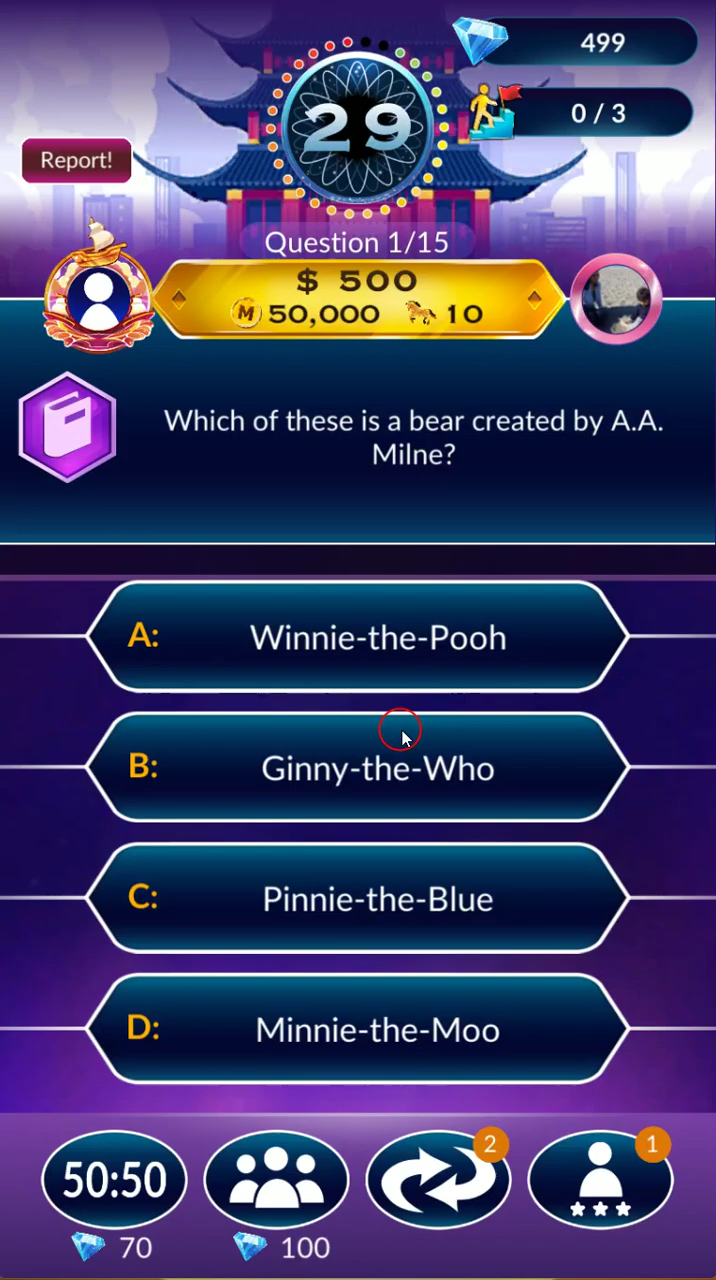 499
29
0 / 3
Report!
Question 1/15
$ 500
M 50,000 10
Which of these is a bear created by A.A.
Milne?
A: Winnie-the-Pooh
B: Ginny-the-Who
C: Pinnie-the-Blue
D: Minnie-the-Moo
50:50
2
1
70
100